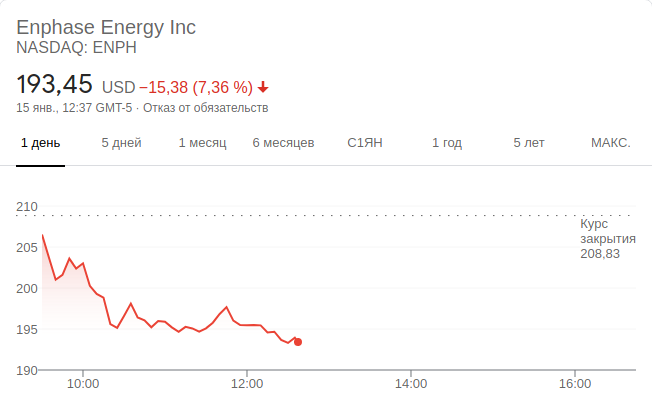 Enphase Energy Inc
NASDAQ: ENPH
193,45 USD −15,38 (7,36 %)
15 янв., 12:37 GMT-5 · Отказ от обязательств
1 день 5 дней 1 месяц 6 месяцев С1ЯН 1 год 5 лет МАКС.
210
Курс
закрытия
208,83
205
200
195
190
10:00 12:00 14:00 16:00